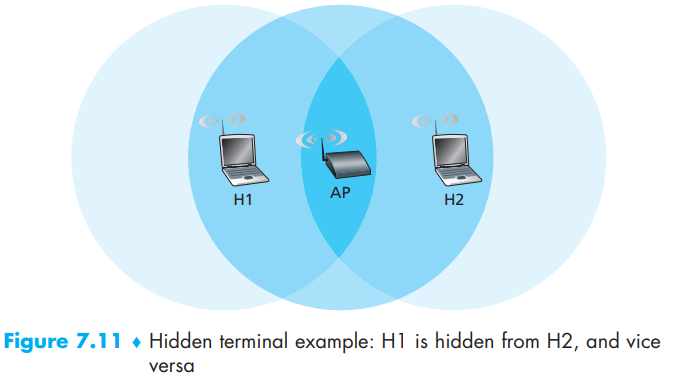 H1
AP
H2
Figure 7.11 ♦ Hidden terminal example: H1 is hidden from H2, and vice
versa